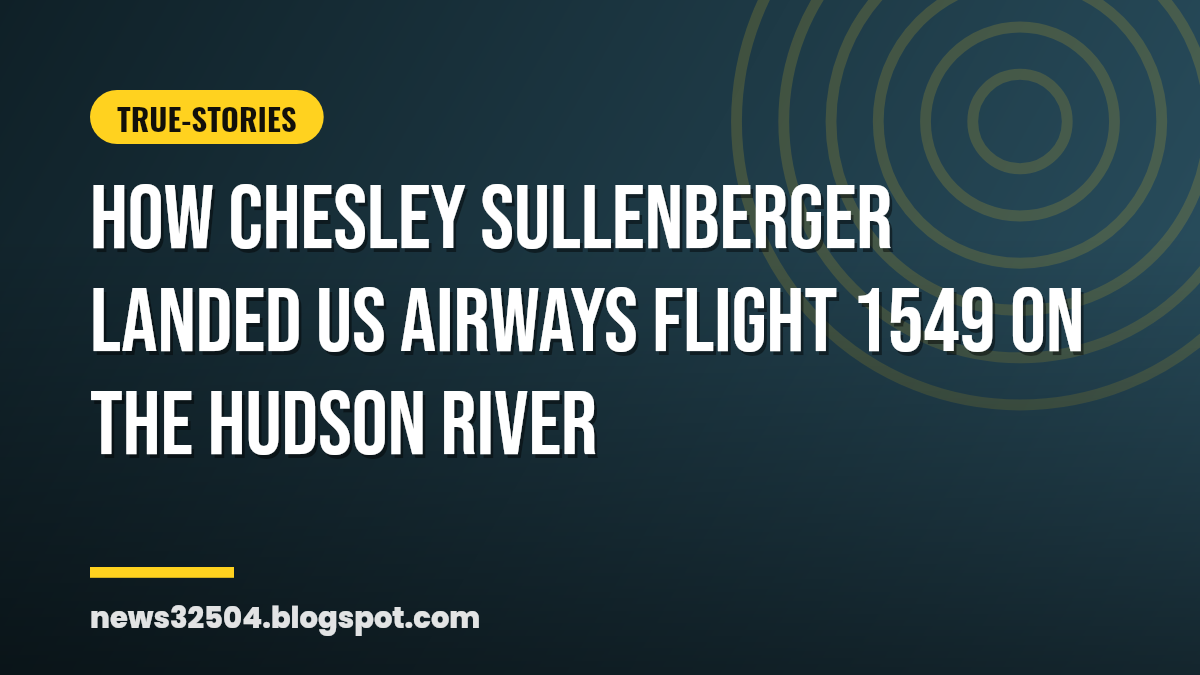 TRUE-STORIES
HOW CHESLEY SULLENBERGER
LANDED US AIRWAYS FLIGHT 1549 ON
THE HUDSON RIVER
news32504.blogspot.com